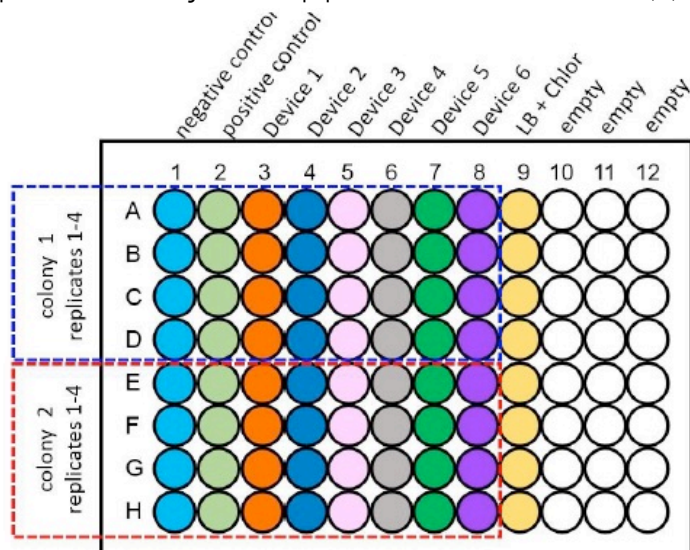 negative control
positive control
Device 1
Device 2
Device 3
Device 4
Device 5
Device 6
LB + Chlor
empty
empty
empty
1 2 3 4 5 6 7 8 9 10 11 12
colony 1
replicates 1-4
A
B
C
D
colony 2
replicates 1-4
E
F
G
H